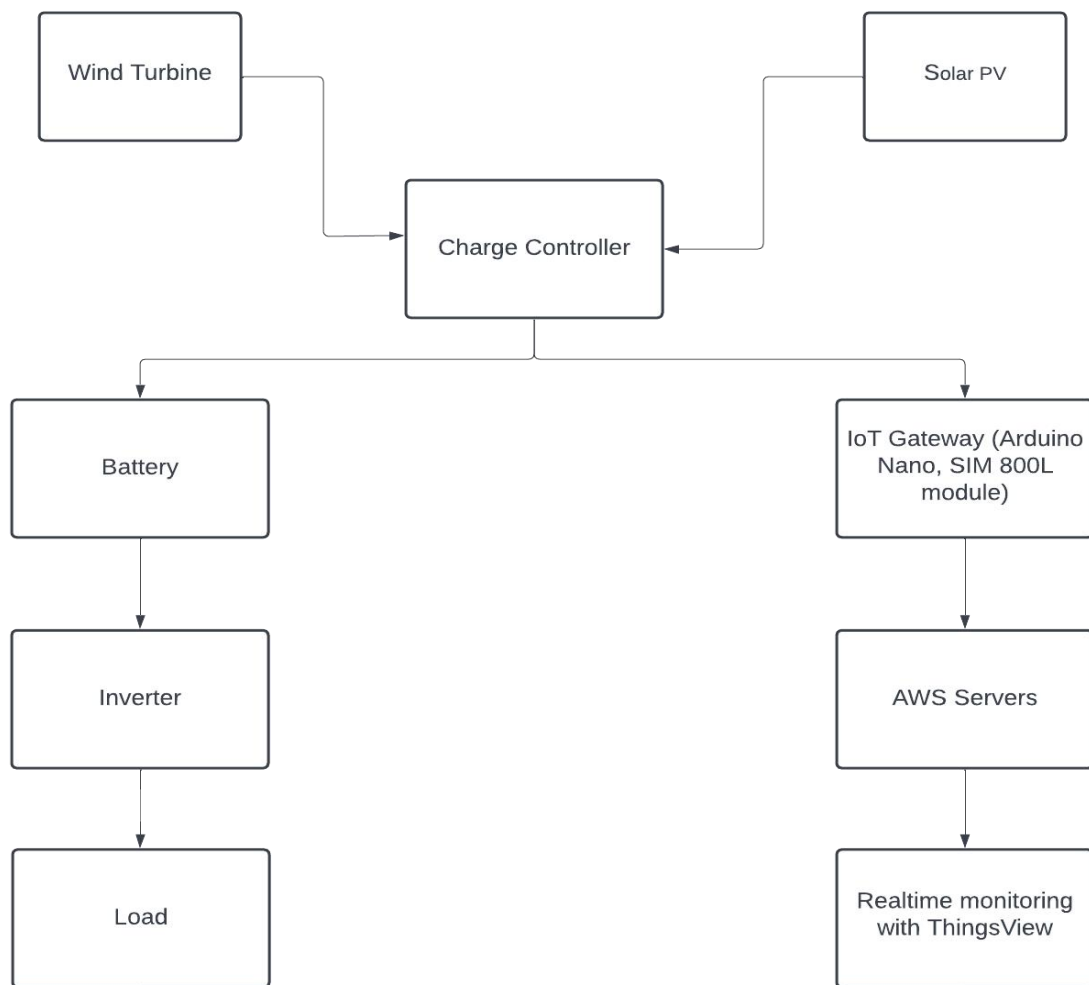 Wind Turbine
Solar PV
Charge Controller
Battery
IoT Gateway (Arduino
Nano, SIM 800L
module)
Inverter
AWS Servers
Load
Realtime monitoring
with ThingsView